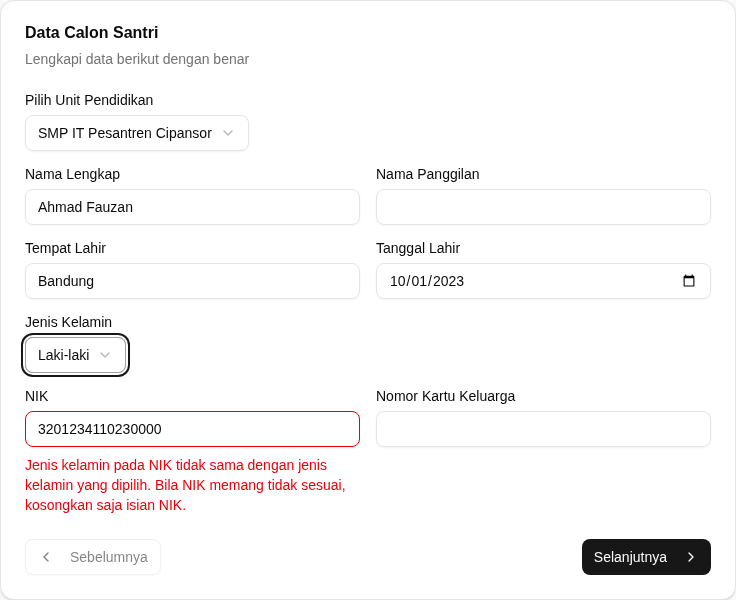 Data Calon Santri
Lengkapi data berikut dengan benar
Pilih Unit Pendidikan
SMP IT Pesantren Cipansor
Nama Lengkap
Nama Panggilan
Ahmad Fauzan
Tempat Lahir
Tanggal Lahir
Bandung
10/01/2023
Jenis Kelamin
Laki-laki
NIK
Nomor Kartu Keluarga
3201234110230000
Jenis kelamin pada NIK tidak sama dengan jenis
kelamin yang dipilih. Bila NIK memang tidak sesuai,
kosongkan saja isian NIK.
Sebelumnya
Selanjutnya